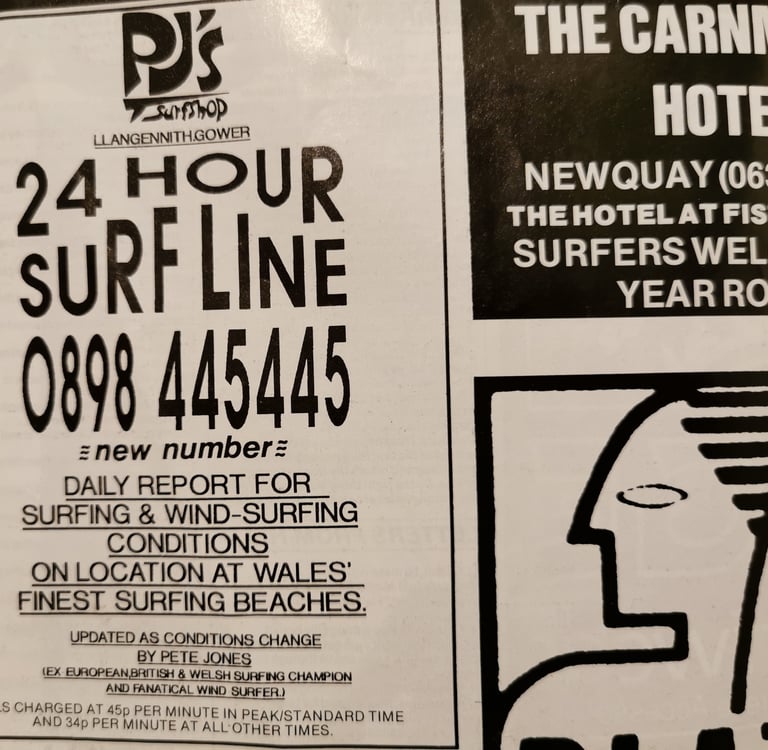 PJ's
SURFSHOP
LLANGENNITH.GOWER
24 HOUR
SURF LINE
0898 445445
new number
DAILY REPORT FOR
SURFING & WIND-SURFING
CONDITIONS
ON LOCATION AT WALES'
FINEST SURFING BEACHES.
UPDATED AS CONDITIONS CHANGE
BY PETE JONES
(EX EUROPEAN,BRITISH & WELSH SURFING CHAMPION
AND FANATICAL WIND SURFER.)
CHARGED AT 45p PER MINUTE IN PEAK/STANDARD TIME
AND 34p PER MINUTE AT ALL OTHER TIMES.
THE
HOTE
NEWQUAY (063
THE HOTEL AT FIS
SURFERS WEL
YEAR RO